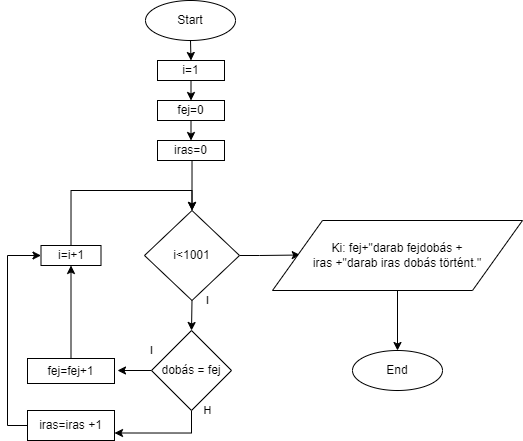 Start
i=1
fej=0
iras=0
i=i+1
i<1001
Ki: fej+"darab fejdobás +
iras +"darab iras dobás történt."
I
I
fej=fej+1
dobás = fej
End
H
iras=iras +1